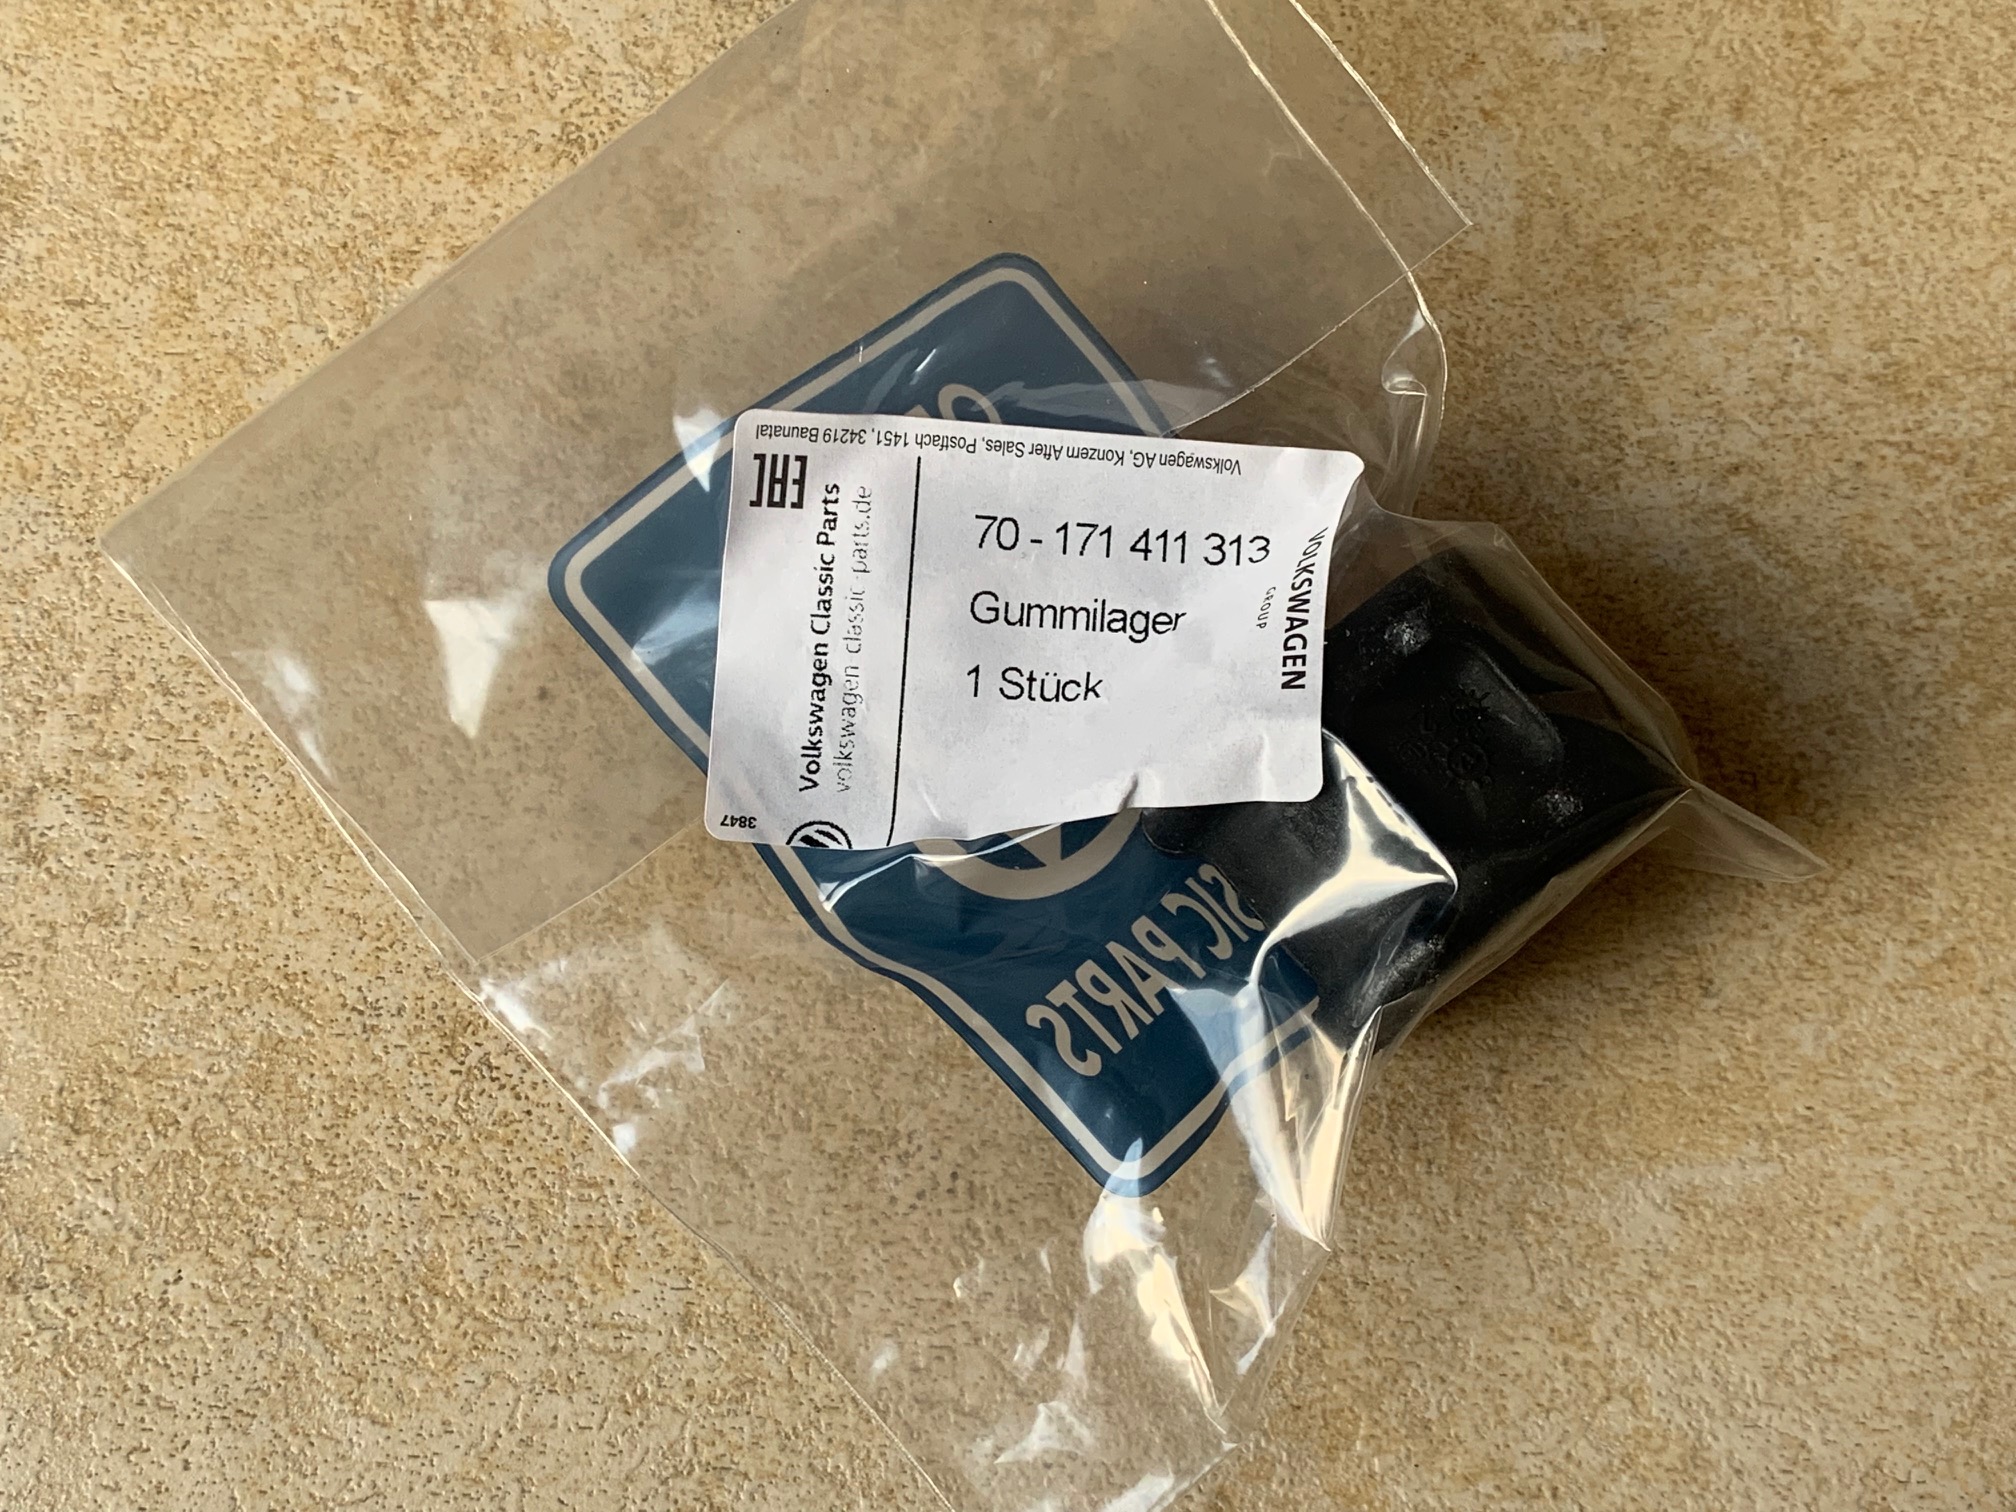 Volkswagen AG, Konzern After Sales, Postfach 1451, 34219 Baunatal
EAC
Volkswagen Classic Parts
volkswagen classic-parts.de
70 - 171 411 313
Gummilager
1 Stück
VOLKSWAGEN
GROUP
3847
SIC PARTS